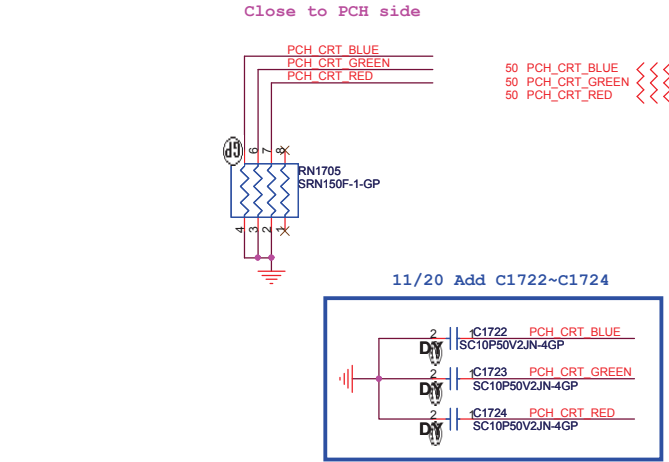 Close to PCH side
PCH_CRT_BLUE
PCH_CRT_GREEN
PCH_CRT_RED
50 PCH_CRT_BLUE
50 PCH_CRT_GREEN
50 PCH_CRT_RED
GP
6 7 8
RN1705
SRN150F-1-GP
4 3 2 1
11/20 Add C1722~C1724
2 1 C1722 PCH_CRT_BLUE
DY SC10P50V2JN-4GP
2 1 C1723 PCH_CRT_GREEN
DY SC10P50V2JN-4GP
2 1 C1724 PCH_CRT_RED
DY SC10P50V2JN-4GP